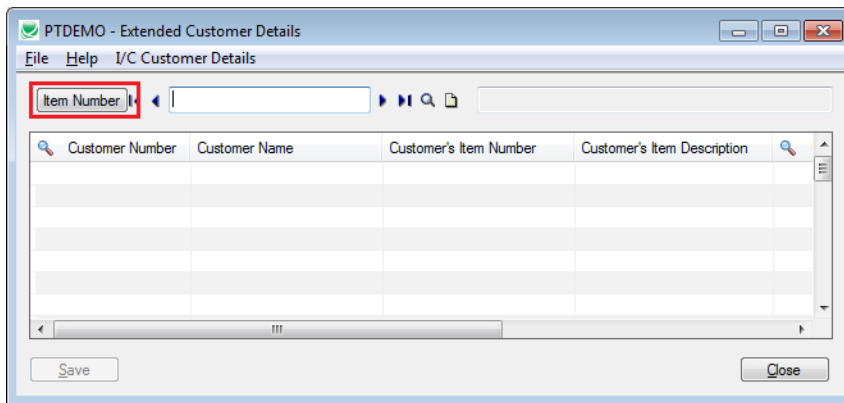 PTDEMO - Extended Customer Details
File Help I/C Customer Details
Item Number
Customer Number Customer Name Customer's Item Number Customer's Item Description
Save Close